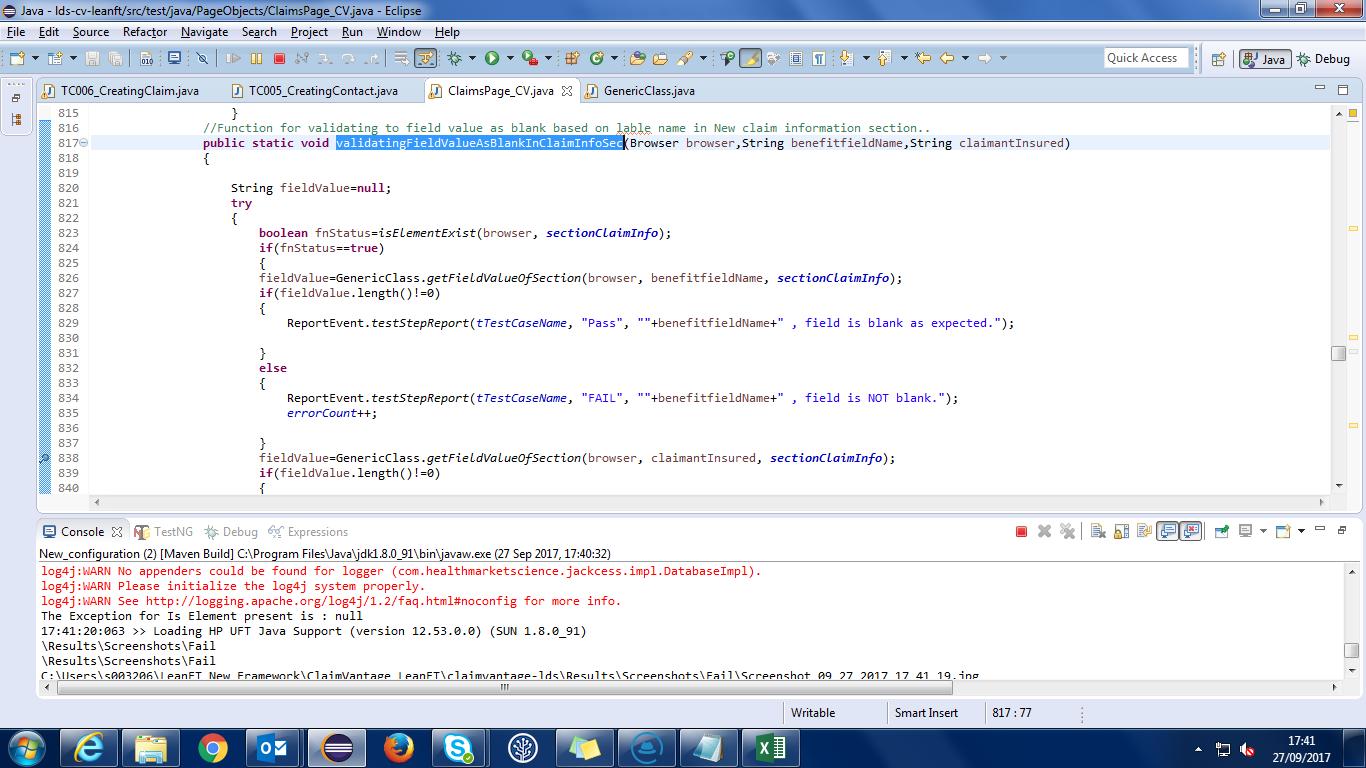 Java - lds-cv-leanft/src/test/java/PageObjects/ClaimsPage_CV.java - Eclipse
File Edit Source Refactor Navigate Search Project Run Window Help
Quick Access Java Debug
TC006_CreatingClaim.java TC005_CreatingContact.java ClaimsPage_CV.java GenericClass.java
815 }
816 //Function for validating to field value as blank based on lable name in New claim information section..
817 public static void validatingFieldValueAsBlankInClaimInfoSec(Browser browser,String benefitfieldName,String claimantInsured)
818 {
819
820 String fieldValue=null;
821 try
822 {
823 boolean fnStatus=isElementExist(browser, sectionClaimInfo);
824 if(fnStatus==true)
825 {
826 fieldValue=GenericClass.getFieldValueOfSection(browser, benefitfieldName, sectionClaimInfo);
827 if(fieldValue.length()!=0)
828 {
829 ReportEvent.testStepReport(tTestCaseName, "Pass", ""+benefitfieldName+" , field is blank as expected.");
830
831 }
832 else
833 {
834 ReportEvent.testStepReport(tTestCaseName, "FAIL", ""+benefitfieldName+" , field is NOT blank.");
835 errorCount++;
836
837 }
838 fieldValue=GenericClass.getFieldValueOfSection(browser, claimantInsured, sectionClaimInfo);
839 if(fieldValue.length()!=0)
840 {
Console TestNG Debug Expressions
New_configuration (2) [Maven Build] C:\Program Files\Java\jdk1.8.0_91\bin\javaw.exe (27 Sep 2017, 17:40:32)
log4j:WARN No appenders could be found for logger (com.healthmarketscience.jackcess.impl.DatabaseImpl).
log4j:WARN Please initialize the log4j system properly.
log4j:WARN See http://logging.apache.org/log4j/1.2/faq.html#noconfig for more info.
The Exception for Is Element present is : null
17:41:20:063 >> Loading HP UFT Java Support (version 12.53.0.0) (SUN 1.8.0_91)
\Results\Screenshots\Fail
\Results\Screenshots\Fail
C:\Users\s003206\LeanFT New Framework\ClaimVantage LeanFT\claimvantage-lds\Results\Screenshots\Fail\Screenshot 09 27 2017 17 41 19.jpg
Writable Smart Insert 817 : 77
17:41
27/09/2017